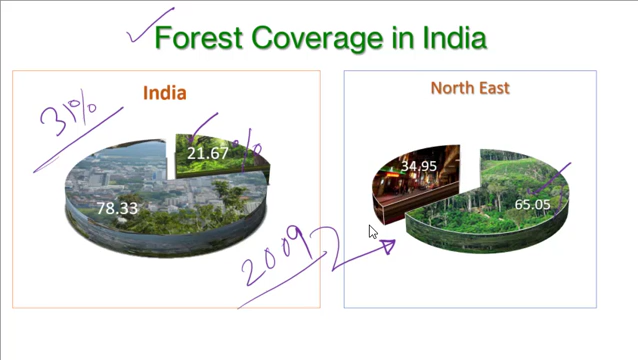 Forest Coverage in India
India
North East
31%
21.67 %
78.33
34.95
65.05
2009